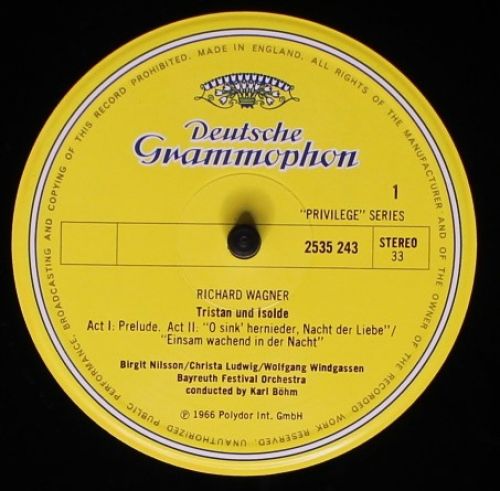 MADE IN ENGLAND. ALL RIGHTS OF THE MANUFACTURER AND OF THE OWNER OF THE RECORDED WORK RESERVED. UNAUTHORIZED PUBLIC PERFORMANCE, BROADCASTING AND COPYING OF THIS RECORD PROHIBITED.
Deutsche
Grammophon
1
"PRIVILEGE" SERIES
2535 243
STEREO
33
RICHARD WAGNER
Tristan und isolde
Act I: Prelude. Act II: "O sink' hernieder, Nacht der Liebe"/
"Einsam wachend in der Nacht"
Birgit Nilsson/Christa Ludwig/Wolfgang Windgassen
Bayreuth Festival Orchestra
conducted by Karl Böhm
℗ 1966 Polydor Int. GmbH